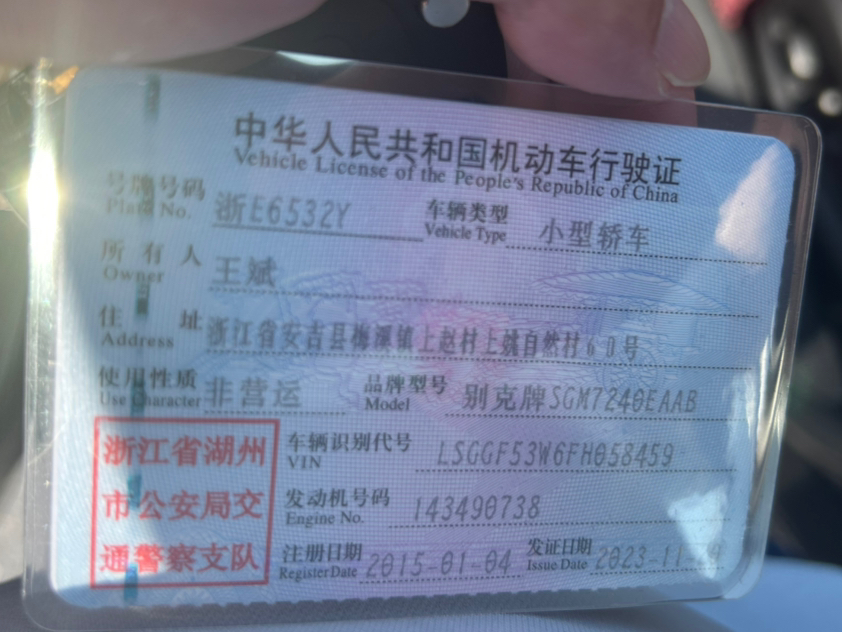 中华人民共和国机动车行驶证
Vehicle License of the People's Republic of China
号牌号码 浙E6532Y 车辆类型 小型轿车
Plate No. Vehicle Type
所有人 王斌
Owner
住址 浙江省安吉县梅溪镇上赵村上城自然村60号
Address
使用性质 非营运 品牌型号 别克牌SGM7240EAAB
Use Character Model
浙江省湖州
市公安局交
通警察支队
车辆识别代号 LSGGF53W6FH058459
VIN
发动机号码 143490738
Engine No.
注册日期 2015-01-04 发证日期 2023-11-
Register Date Issue Date